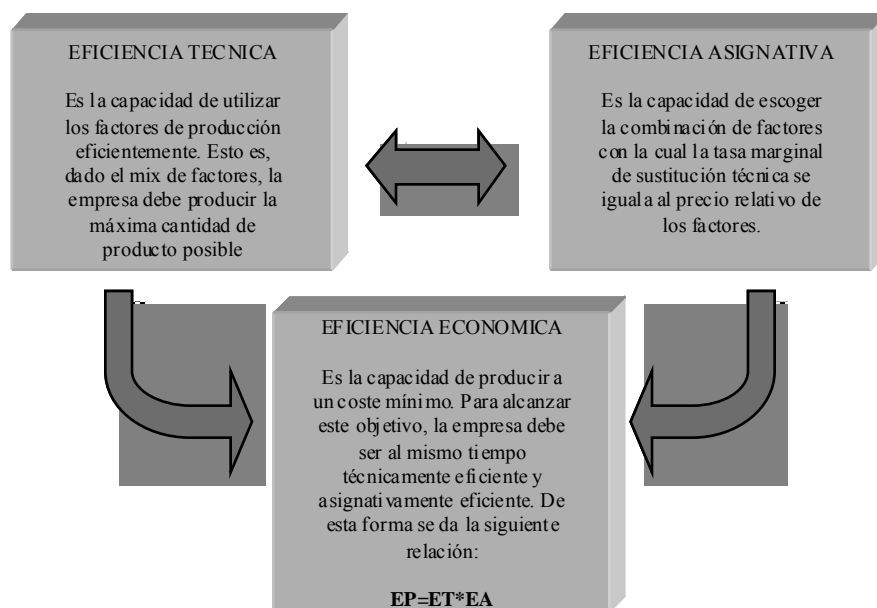 EFICIENCIA TECNICA
Es la capacidad de utilizar
los factores de producción
eficientemente. Esto es,
dado el mix de factores, la
empresa debe producir la
máxima cantidad de
producto posible
EFICIENCIA ASIGNATIVA
Es la capacidad de escoger
la combinación de factores
con la cual la tasa marginal
de sustitución técnica se
iguala al precio relativo de
los factores.
EFICIENCIA ECONOMICA
Es la capacidad de producir a
un coste mínimo. Para alcanzar
este objetivo, la empresa debe
ser al mismo tiempo
técnicamente eficiente y
asignativamente eficiente. De
esta forma se da la siguiente
relación:
EP=ET*EA